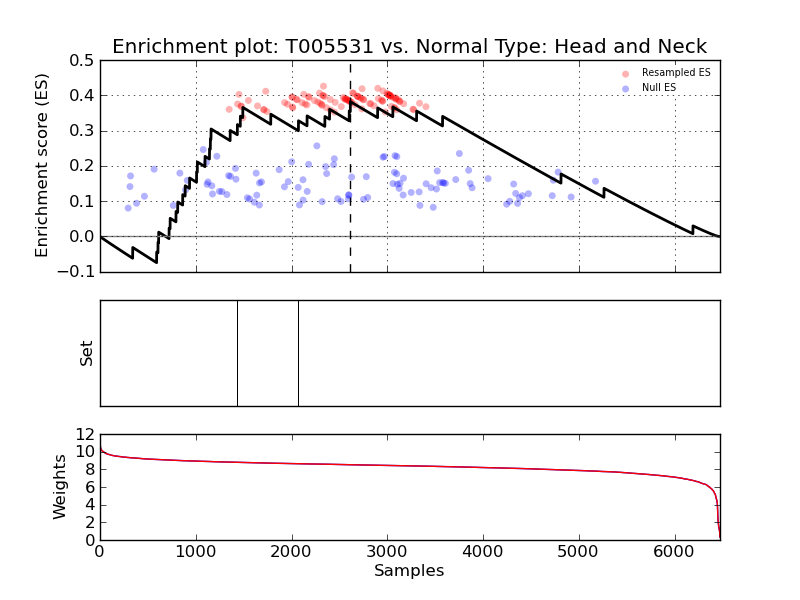 Enrichment plot: T005531 vs. Normal Type: Head and Neck
Resampled ES
Null ES
Enrichment score (ES)
0.5
0.4
0.3
0.2
0.1
0.0
−0.1
Set
Weights
12
10
8
6
4
2
0
0 1000 2000 3000 4000 5000 6000
Samples